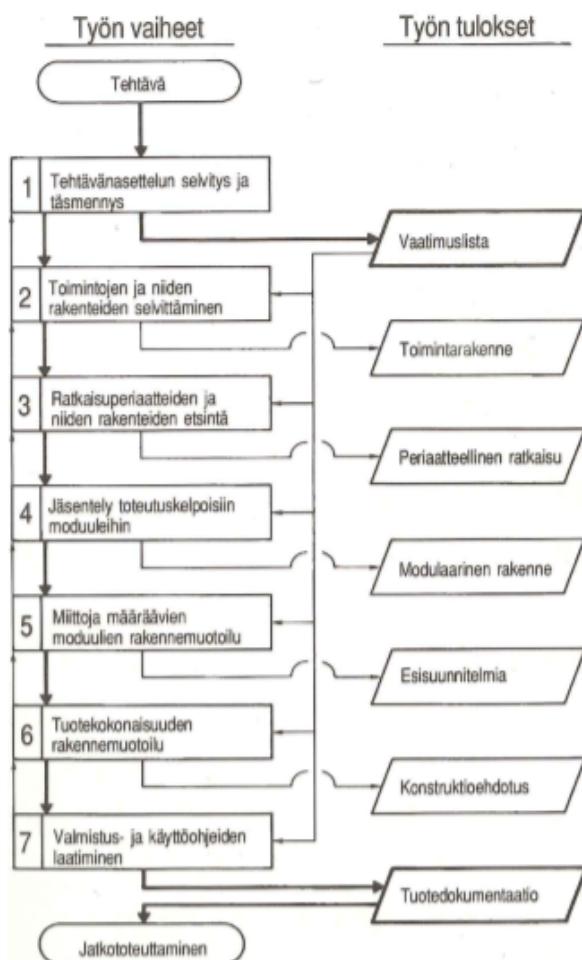 Työn vaiheet
Työn tulokset
Tehtävä
1
Tehtävänasettelun selvitys ja
täsmennys
Vaatimuslista
2
Toimintojen ja niiden
rakenteiden selvittäminen
Toimintarakenne
3
Ratkaisuperiaatteiden ja
niiden rakenteiden etsintä
Periaatteellinen ratkaisu
4
Jäsentely toteutuskelpoisiin
moduuleihin
Modulaarinen rakenne
5
Miittoja määräävien
moduulien rakennemuotoilu
Esisuunnitelmia
6
Tuotekokonaisuuden
rakennemuotoilu
Konstruktioehdotus
7
Valmistus- ja käyttöohjeiden
laatiminen
Tuotedokumentaatio
Jatkototeuttaminen